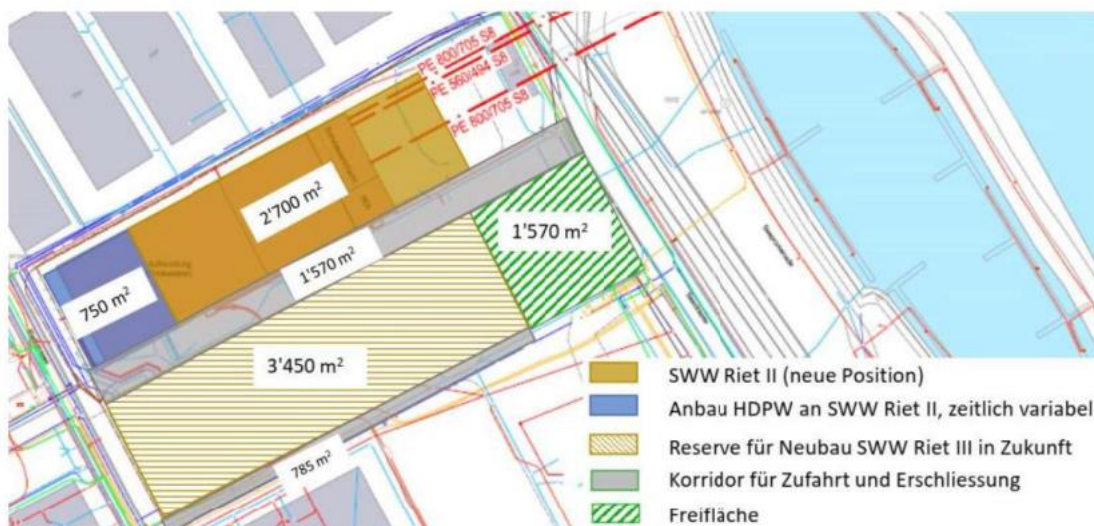 PE 800/705 S8
PE 560/494 S8
PE 800/705 S8
2'700 m²
1'570 m²
1'570 m²
750 m²
3'450 m²
785 m²
SWW Riet II (neue Position)
Anbau HDPW an SWW Riet II, zeitlich variabel
Reserve für Neubau SWW Riet III in Zukunft
Korridor für Zufahrt und Erschliessung
Freifläche